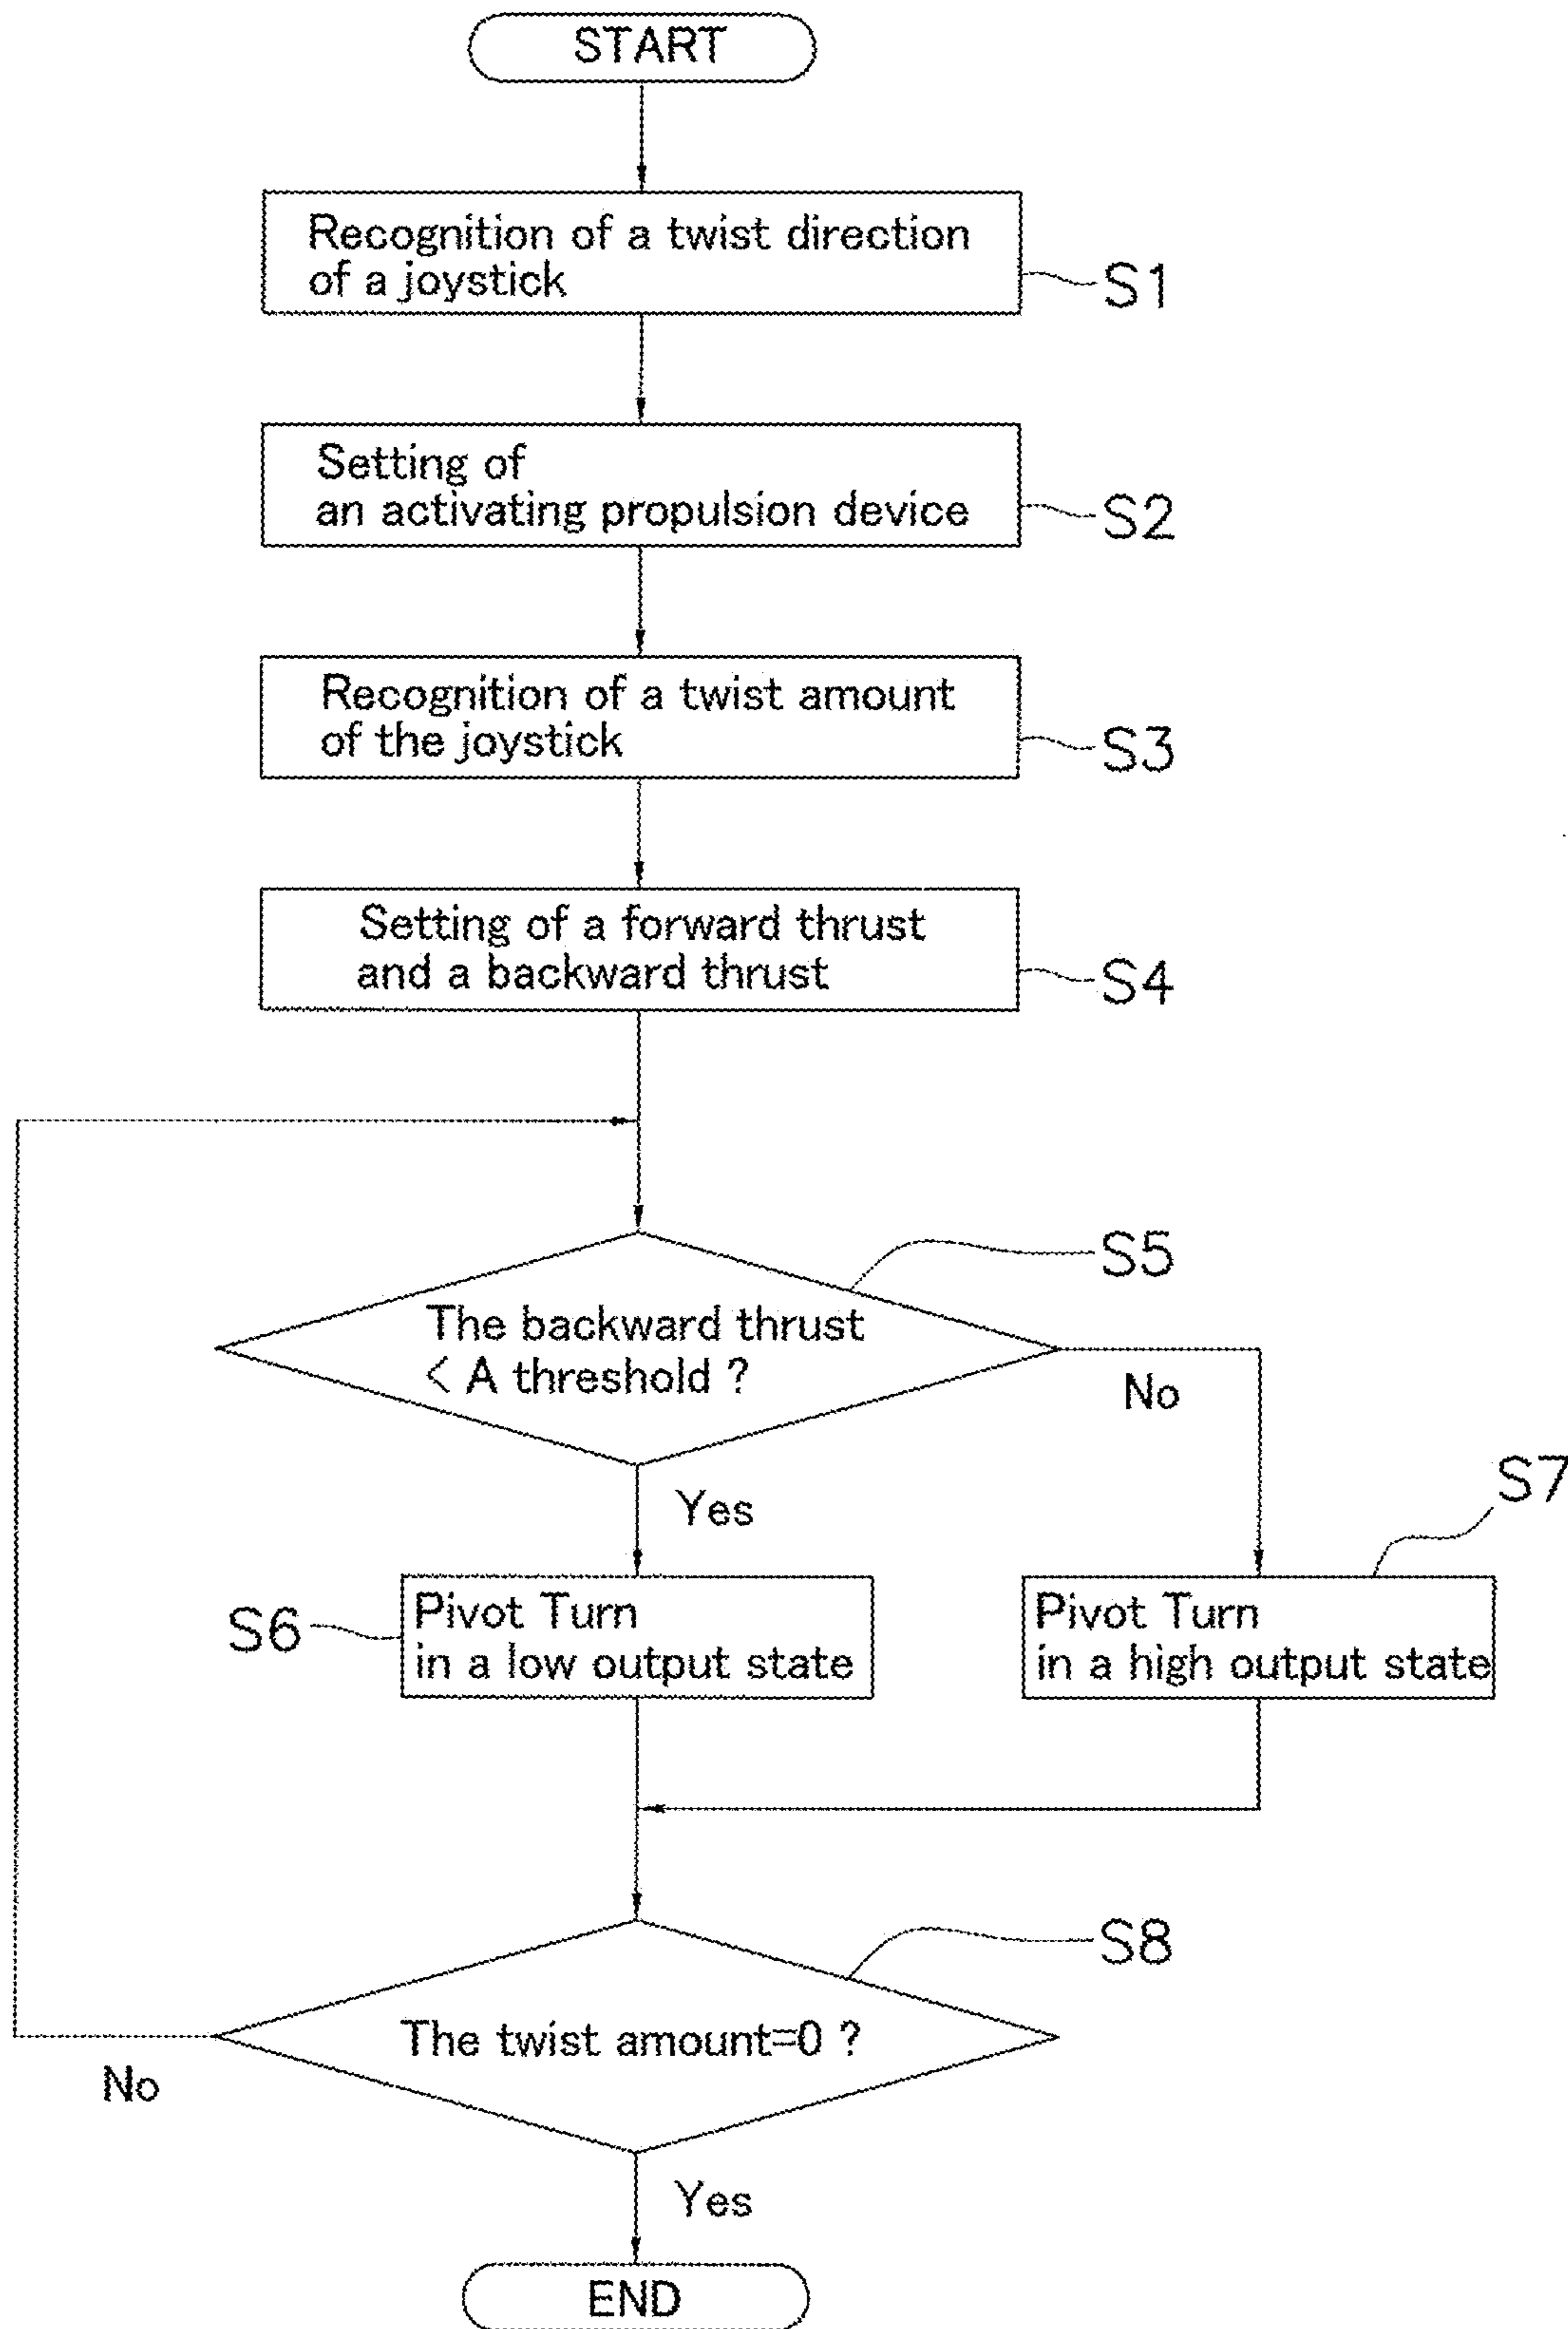 START
Recognition of a twist direction
of a joystick
S1
Setting of
an activating propulsion device
S2
Recognition of a twist amount
of the joystick
S3
Setting of a forward thrust
and a backward thrust
S4
S5
The backward thrust
< A threshold ?
No
Yes
S7
S6
Pivot Turn
in a low output state
Pivot Turn
in a high output state
S8
The twist amount=0 ?
No
Yes
END